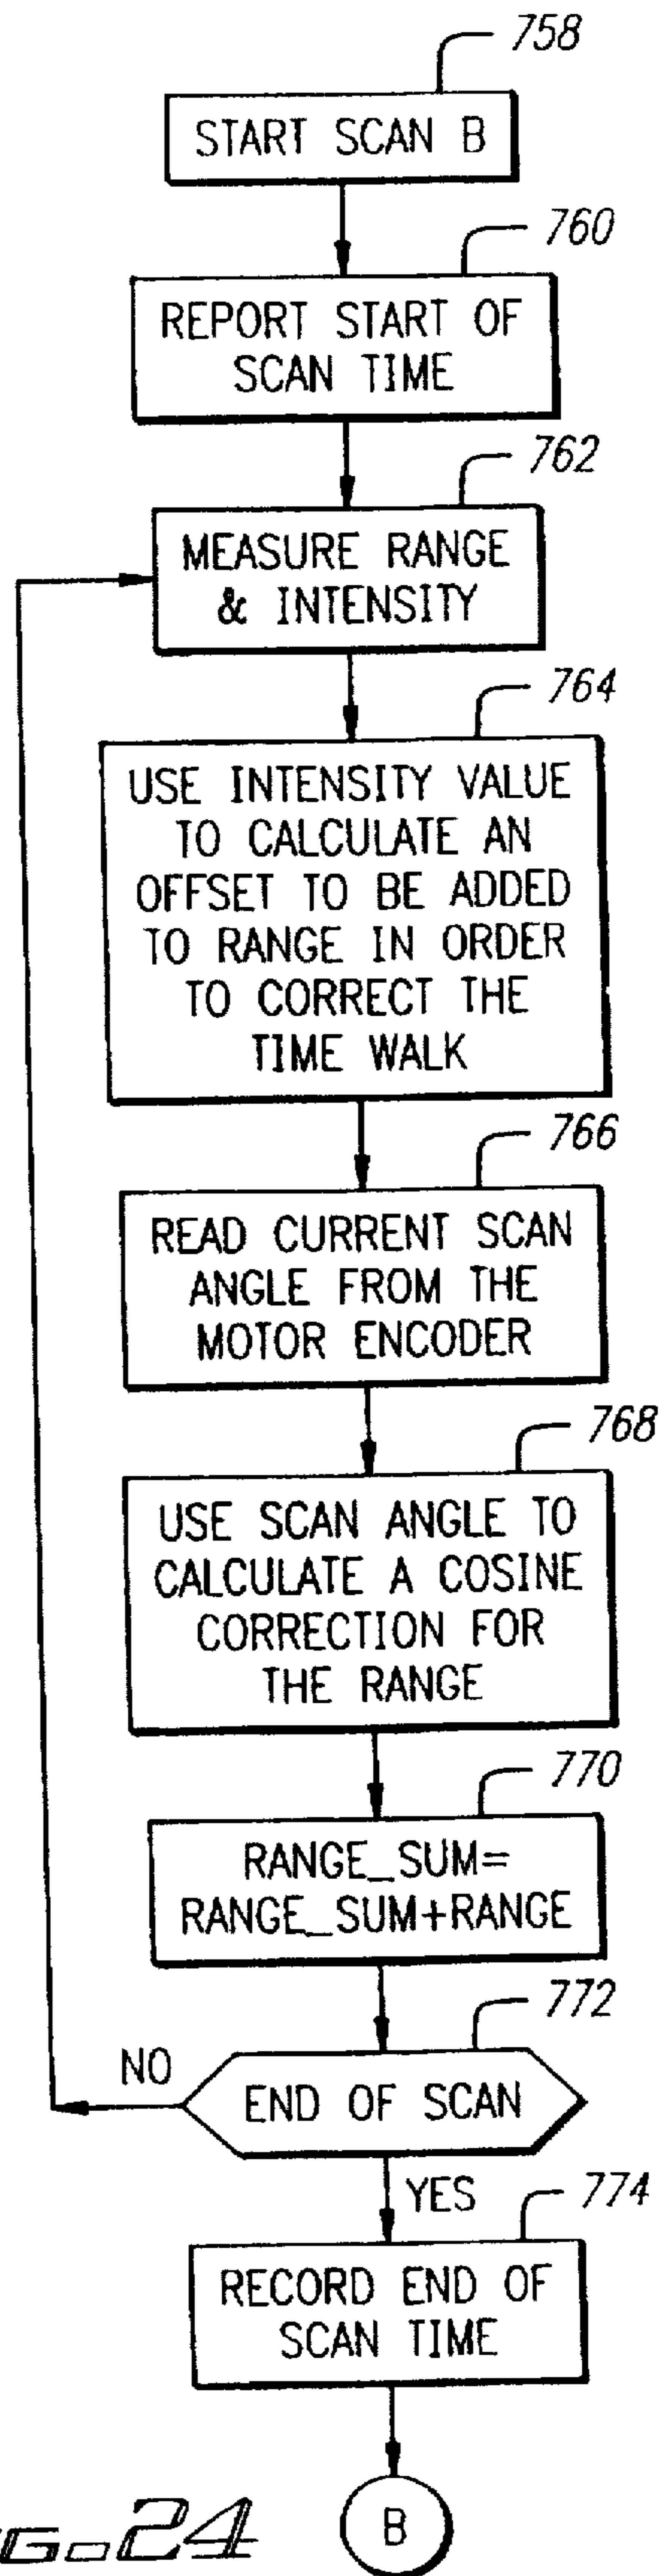 758
START SCAN B
760
REPORT START OF
SCAN TIME
762
MEASURE RANGE
& INTENSITY
764
USE INTENSITY VALUE
TO CALCULATE AN
OFFSET TO BE ADDED
TO RANGE IN ORDER
TO CORRECT THE
TIME WALK
766
READ CURRENT SCAN
ANGLE FROM THE
MOTOR ENCODER
768
USE SCAN ANGLE TO
CALCULATE A COSINE
CORRECTION FOR
THE RANGE
770
RANGE_SUM=
RANGE_SUM+RANGE
772
NO
END OF SCAN
YES
774
RECORD END OF
SCAN TIME
B
G.24